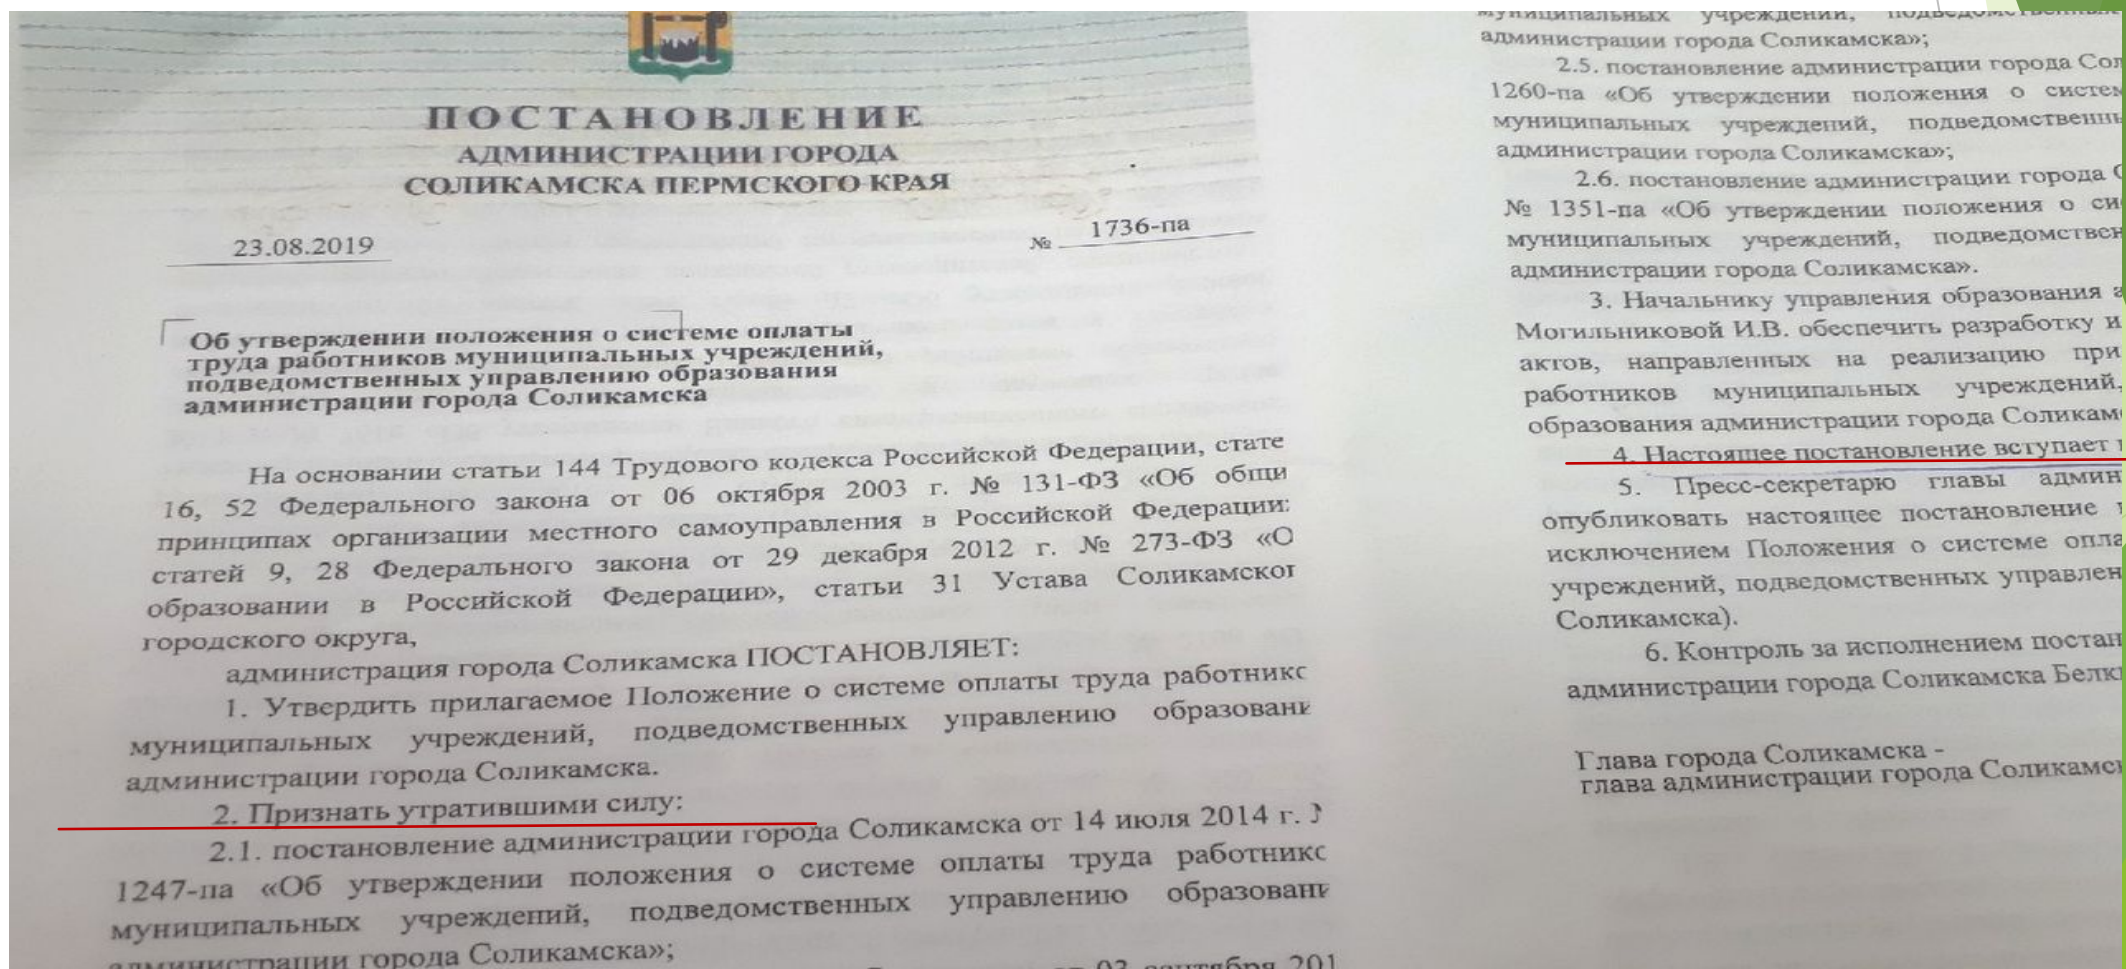 ПОСТАНОВЛЕНИЕ
АДМИНИСТРАЦИИ ГОРОДА
СОЛИКАМСКА ПЕРМСКОГО КРАЯ
23.08.2019 № 1736-па
Об утверждении положения о системе оплаты
труда работников муниципальных учреждений,
подведомственных управлению образования
администрации города Соликамска
На основании статьи 144 Трудового кодекса Российской Федерации, стате
16, 52 Федерального закона от 06 октября 2003 г. № 131-ФЗ «Об общи
принципах организации местного самоуправления в Российской Федерации
статей 9, 28 Федерального закона от 29 декабря 2012 г. № 273-ФЗ «О
образовании в Российской Федерации», статьи 31 Устава Соликамског
городского округа,
администрация города Соликамска ПОСТАНОВЛЯЕТ:
1. Утвердить прилагаемое Положение о системе оплаты труда работнико
муниципальных учреждений, подведомственных управлению образовани
администрации города Соликамска.
2. Признать утратившими силу:
2.1. постановление администрации города Соликамска от 14 июля 2014 г.
1247-па «Об утверждении положения о системе оплаты труда работнико
муниципальных учреждений, подведомственных управлению образовани
администрации города Соликамска»;
03 сентября 201
муниципальных учреждений, подведомственных
администрации города Соликамска»;
2.5. постановление администрации города Сол
1260-па «Об утверждении положения о систем
муниципальных учреждений, подведомственн
администрации города Соликамска»;
2.6. постановление администрации города С
№ 1351-па «Об утверждении положения о си
муниципальных учреждений, подведомствен
администрации города Соликамска».
3. Начальнику управления образования а
Могильниковой И.В. обеспечить разработку и
актов, направленных на реализацию при
работников муниципальных учреждений,
образования администрации города Соликам
4. Настоящее постановление вступает
5. Пресс-секретарю главы админ
опубликовать настоящее постановление
исключением Положения о системе опла
учреждений, подведомственных управлен
Соликамска).
6. Контроль за исполнением постан
администрации города Соликамска Белк
Глава города Соликамска -
глава администрации города Соликамс